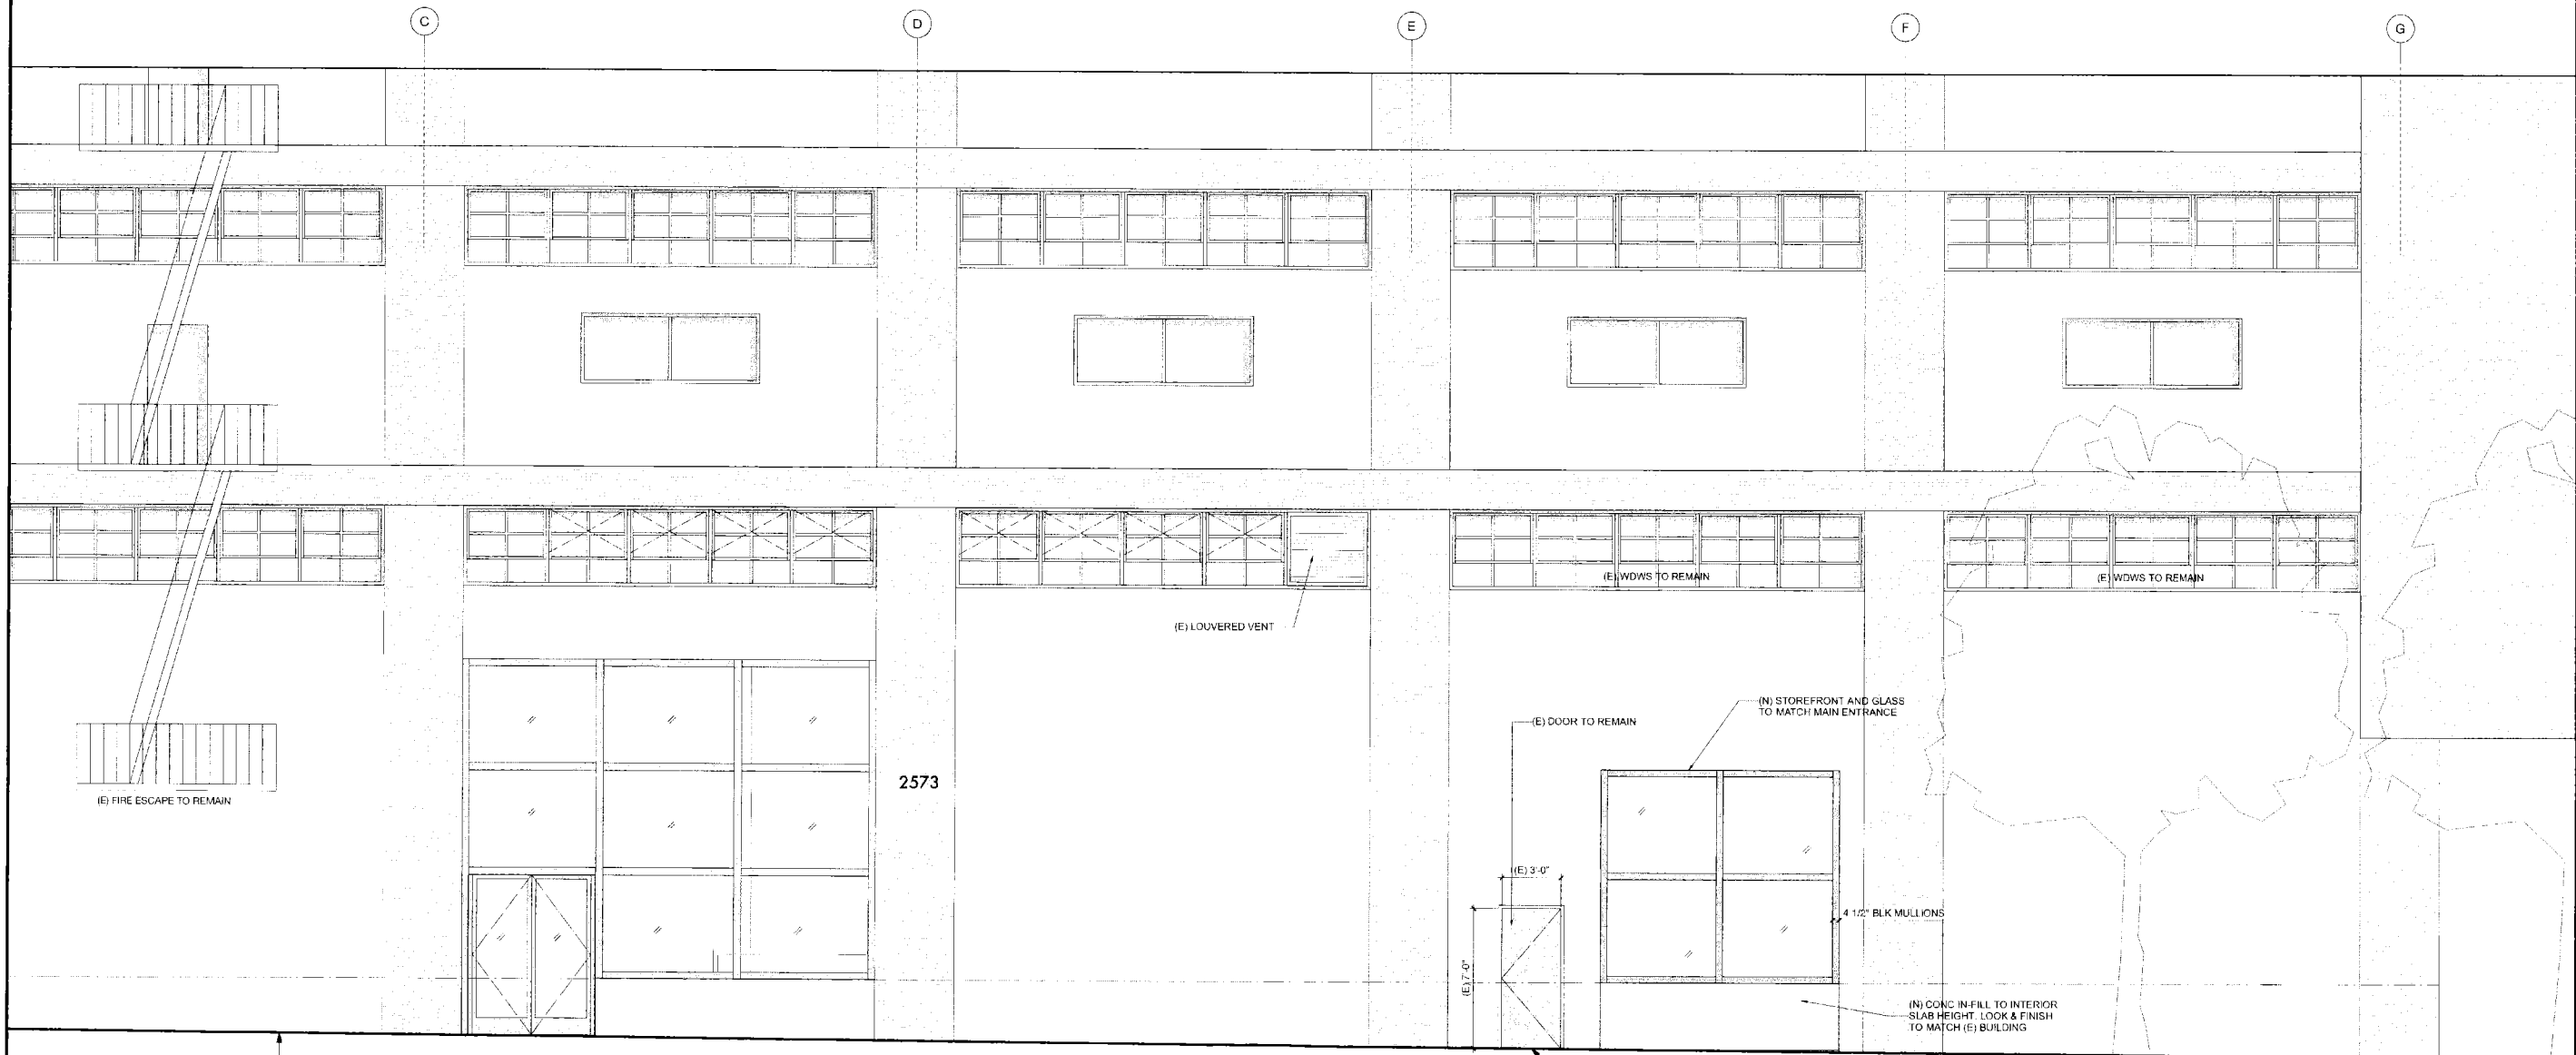 C
D
E
F
G
(E) WDWS TO REMAIN
(E) WDWS TO REMAIN
(E) LOUVERED VENT
(N) STOREFRONT AND GLASS
TO MATCH MAIN ENTRANCE
(E) DOOR TO REMAIN
2573
(E) FIRE ESCAPE TO REMAIN
(E) 3'-0"
4 1/2" BLK MULLIONS
(E) 7'-0"
(N) CONC IN-FILL TO INTERIOR
SLAB HEIGHT, LOOK & FINISH
TO MATCH (E) BUILDING